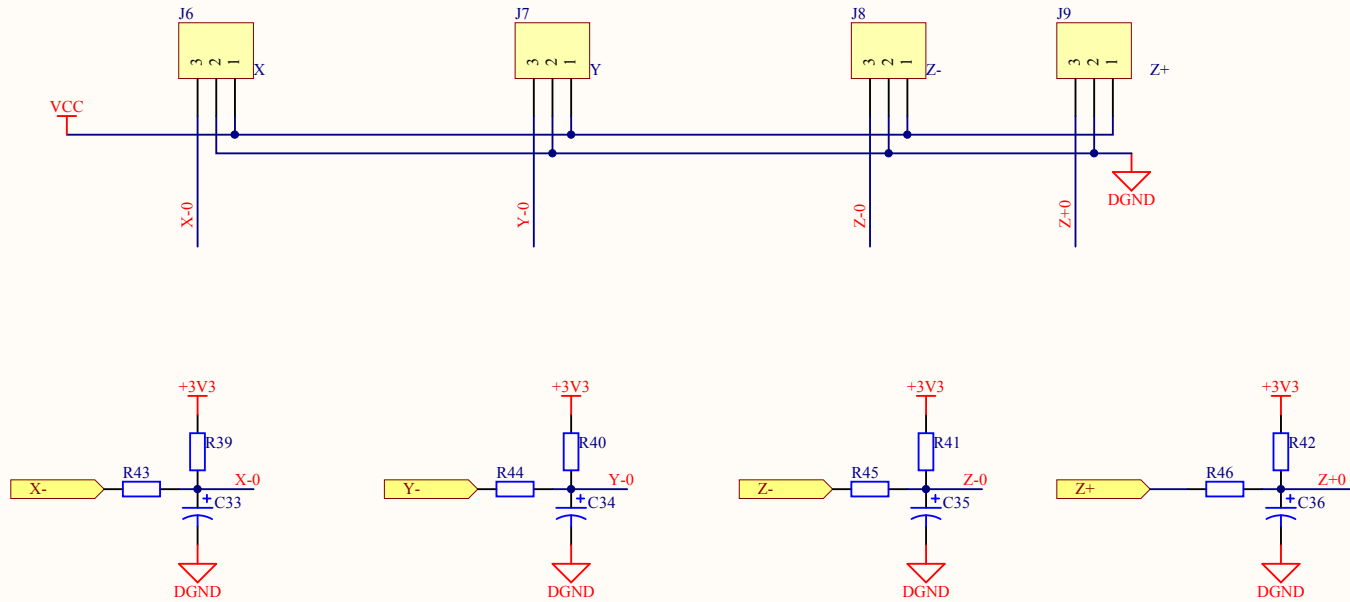 J6
J7
J8
J9
3 2 1
X
3 2 1
Y
3 2 1
Z-
3 2 1
Z+
VCC
DGND
X-0
Y-0
Z-0
Z+0
+3V3
+3V3
+3V3
+3V3
R39
R40
R41
R42
X-
R43
X-0
Y-
R44
Y-0
Z-
R45
Z-0
Z+
R46
Z+0
+
C33
+
C34
+
C35
+
C36
DGND
DGND
DGND
DGND